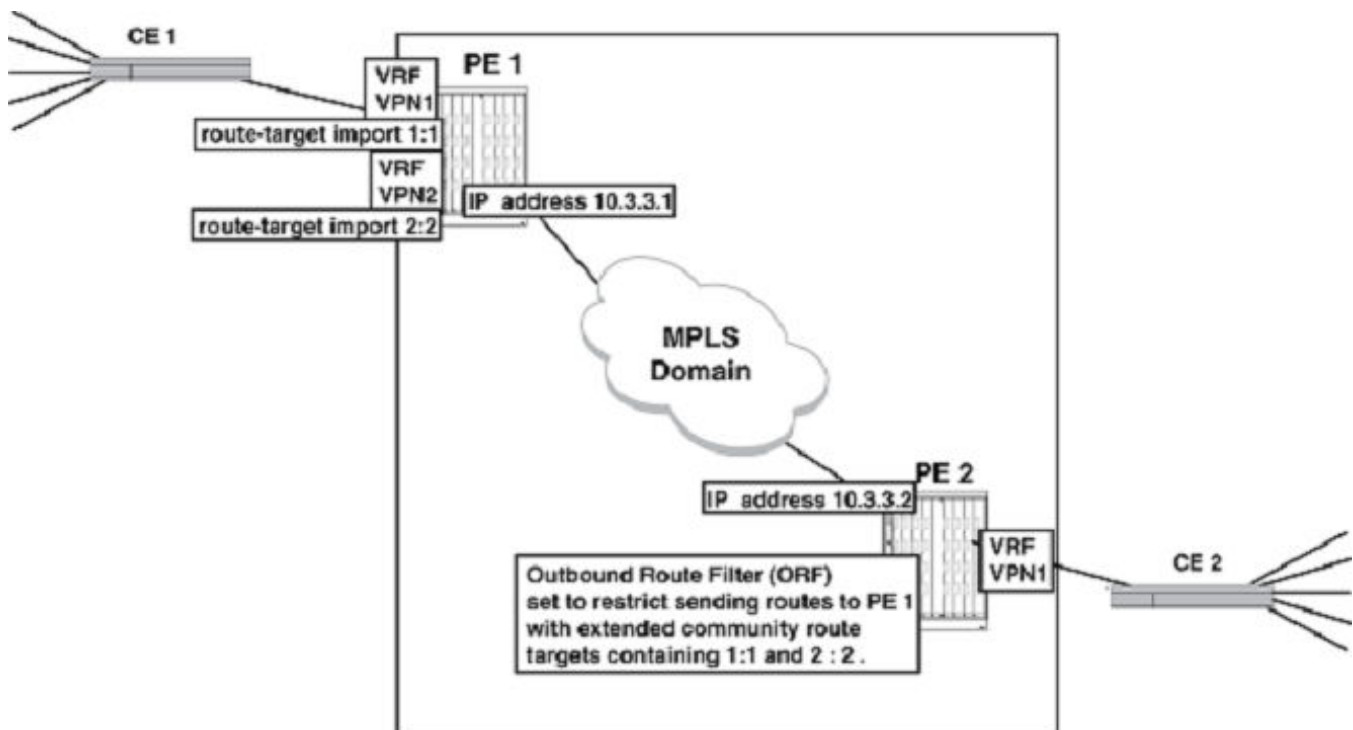 CE 1
VRF
VPN1
PE 1
route-target import 1:1
VRF
VPN2
IP address 10.3.3.1
route-target import 2:2
MPLS
Domain
PE 2
IP address 10.3.3.2
VRF
VPN1
CE 2
Outbound Route Filter (ORF)
set to restrict sending routes to PE 1
with extended community route
targets containing 1:1 and 2 : 2 .